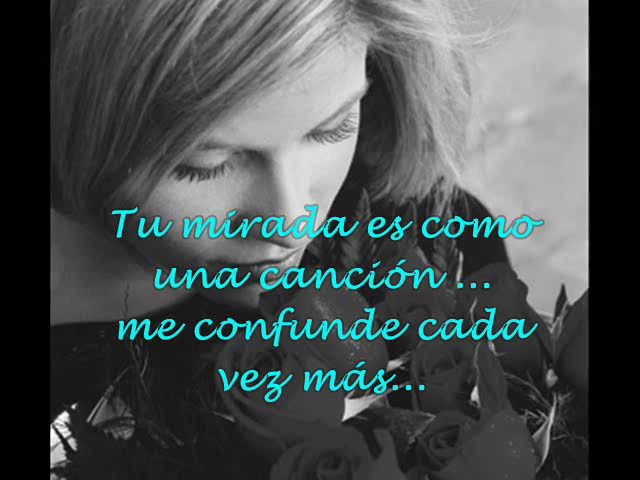 Tu mirada es como
una canción ...
me confunde cada
vez más...